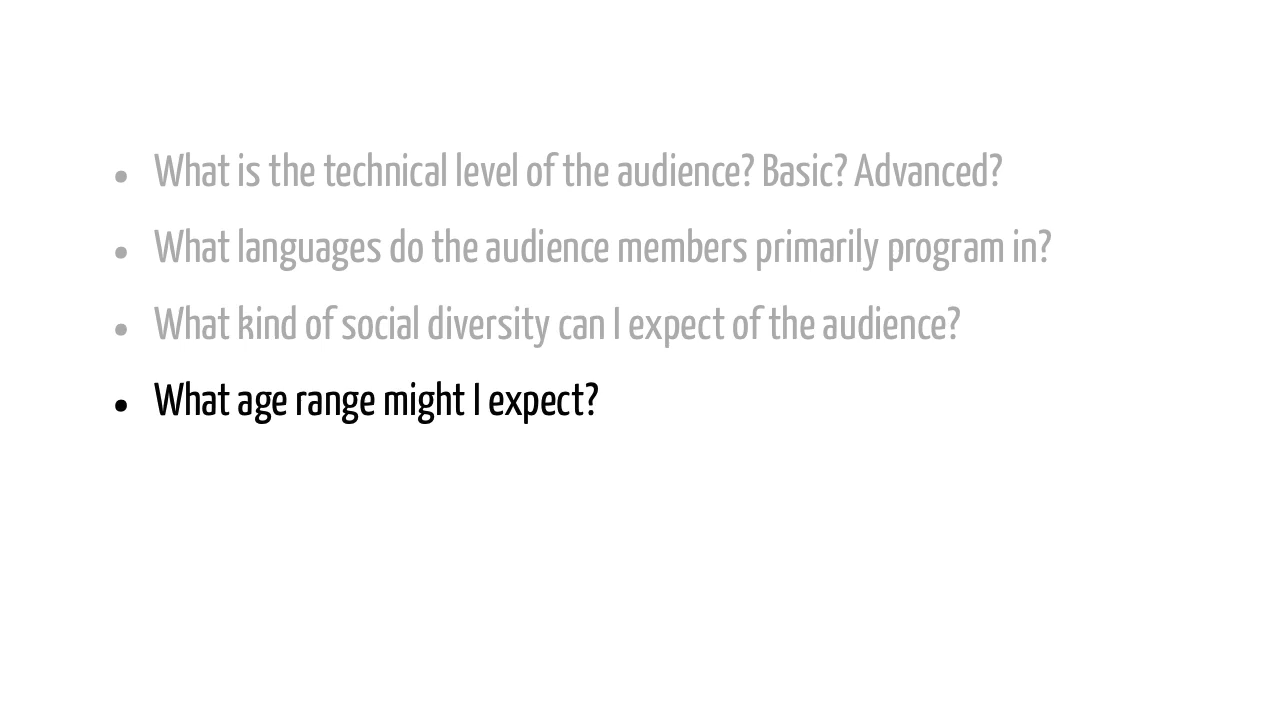 • What is the technical level of the audience? Basic? Advanced?
• What languages do the audience members primarily program in?
• What kind of social diversity can I expect of the audience?
• What age range might I expect?